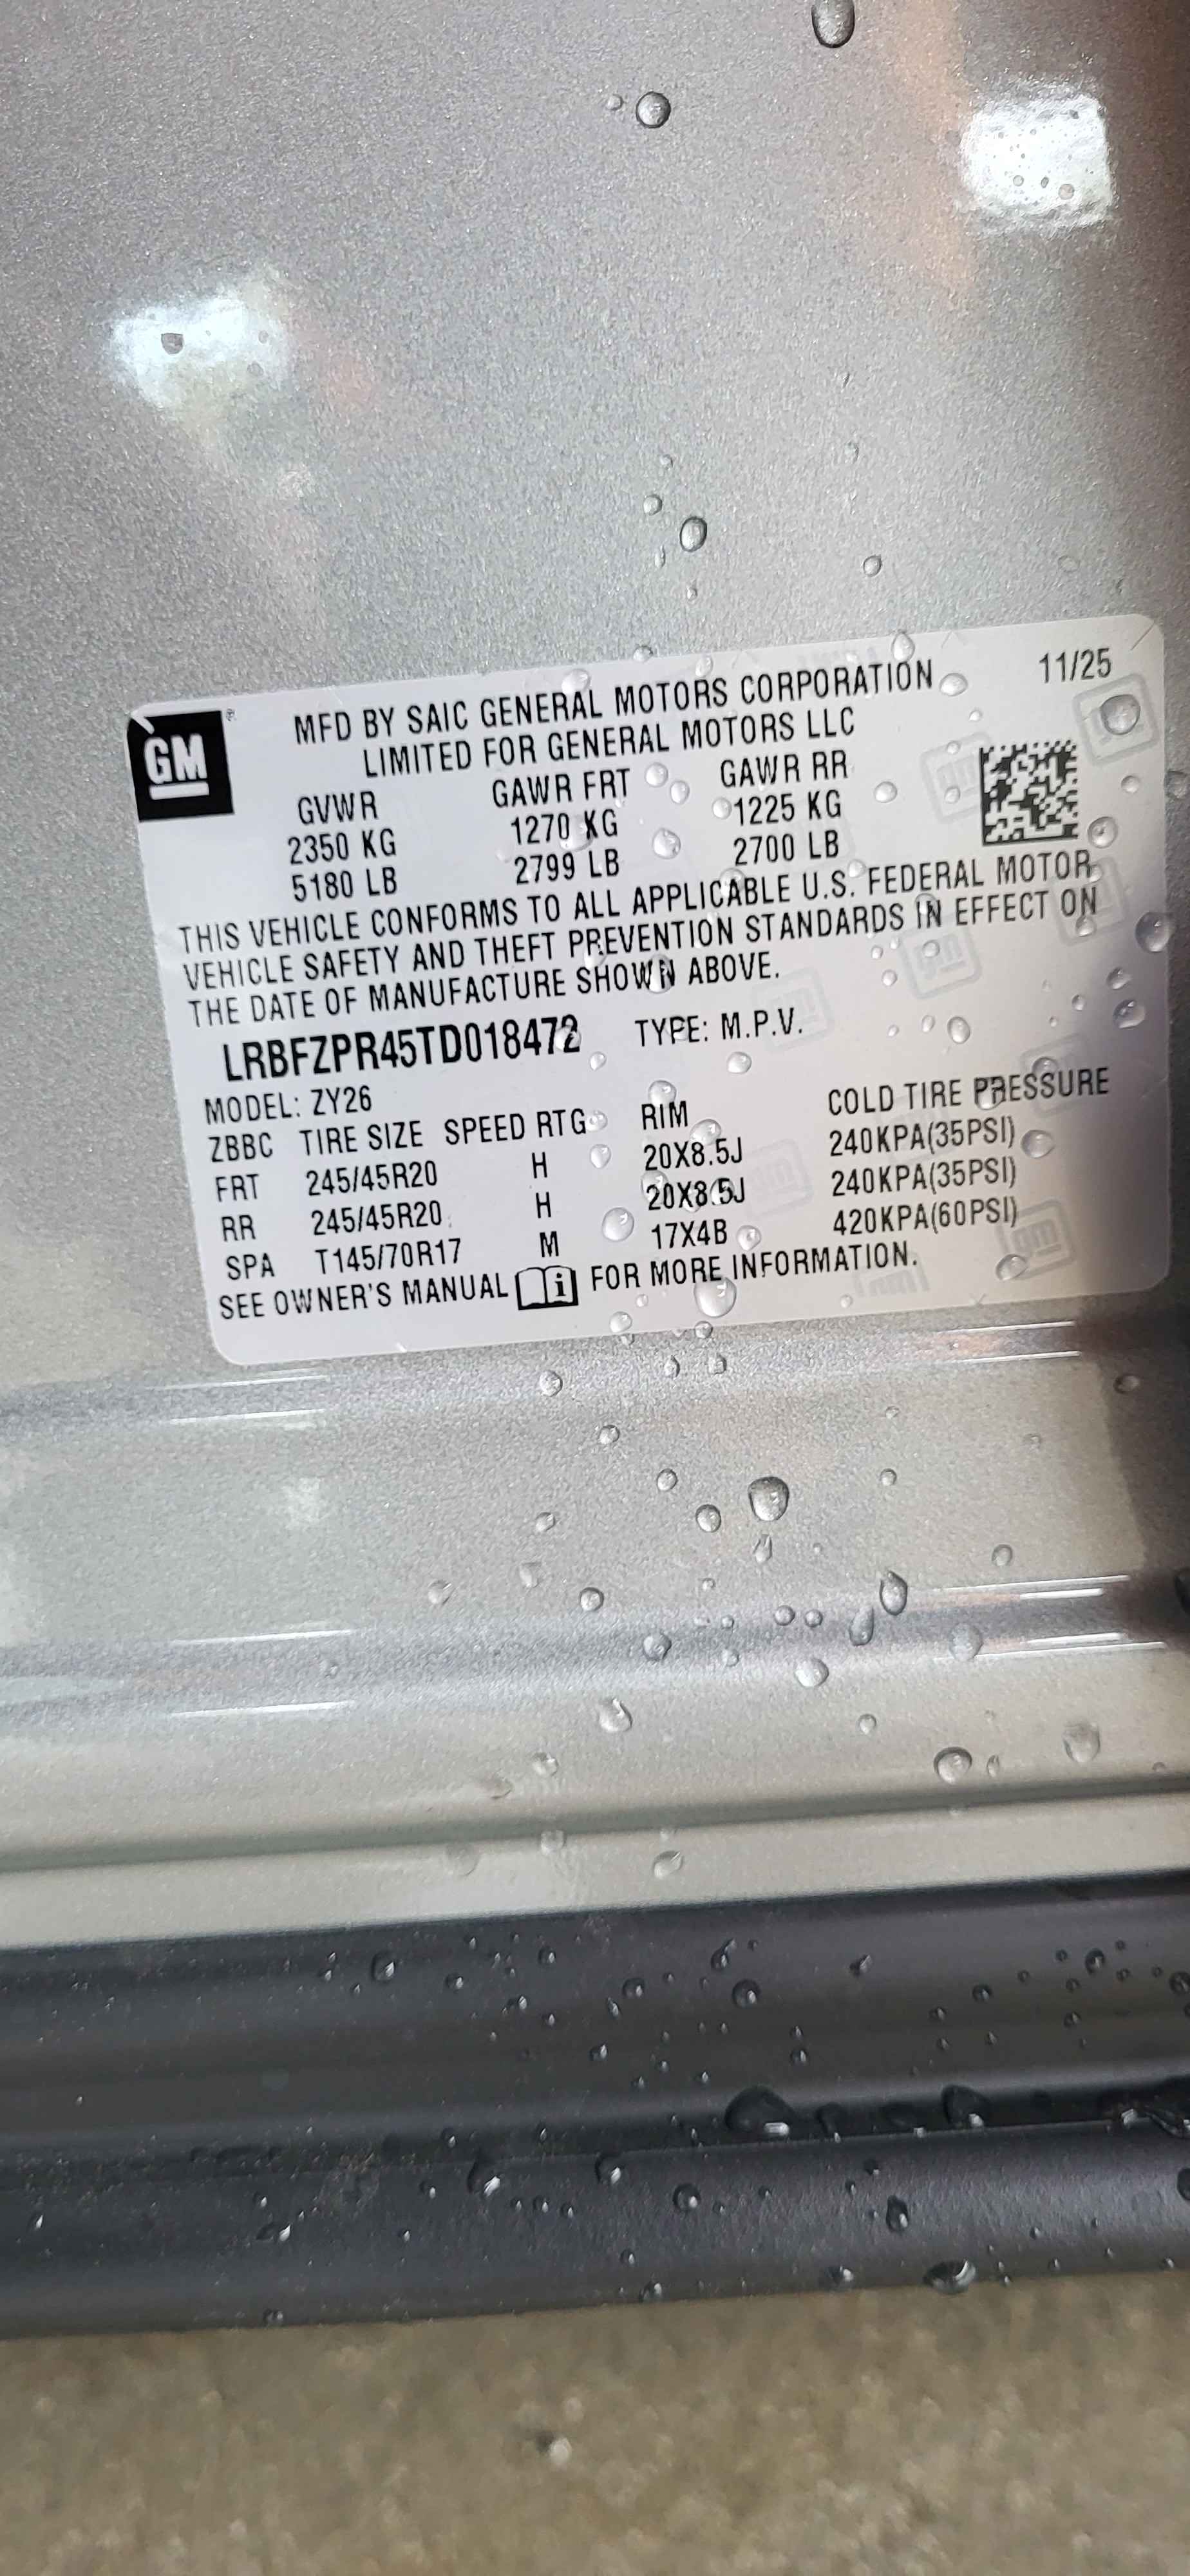 GM ®
MFD BY SAIC GENERAL MOTORS CORPORATION 11/25
LIMITED FOR GENERAL MOTORS LLC
GVWR GAWR FRT GAWR RR
2350 KG 1270 KG 1225 KG
5180 LB 2799 LB 2700 LB
THIS VEHICLE CONFORMS TO ALL APPLICABLE U.S. FEDERAL MOTOR
VEHICLE SAFETY AND THEFT PREVENTION STANDARDS IN EFFECT ON
THE DATE OF MANUFACTURE SHOWN ABOVE.
LRBFZPR45TD018472 TYPE: M.P.V.
MODEL: ZY26
ZBBC TIRE SIZE SPEED RTG RIM COLD TIRE PRESSURE
FRT 245/45R20 H 20X8.5J 240KPA(35PSI)
RR 245/45R20 H 20X8.5J 240KPA(35PSI)
SPA T145/70R17 M 17X4B 420KPA(60PSI)
SEE OWNER'S MANUAL i FOR MORE INFORMATION.